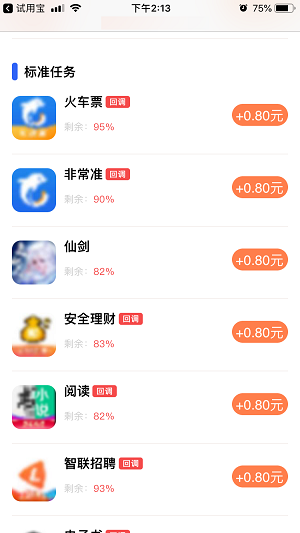 试用宝
下午2:13
75%
标准任务
火车票 回调
剩余: 95%
+0.80元
非常准 回调
剩余: 90%
+0.80元
仙剑
剩余: 82%
+0.80元
安全理财 回调
剩余: 83%
+0.80元
阅读 回调
剩余: 82%
+0.80元
小说
智联招聘 回调
剩余: 93%
+0.80元